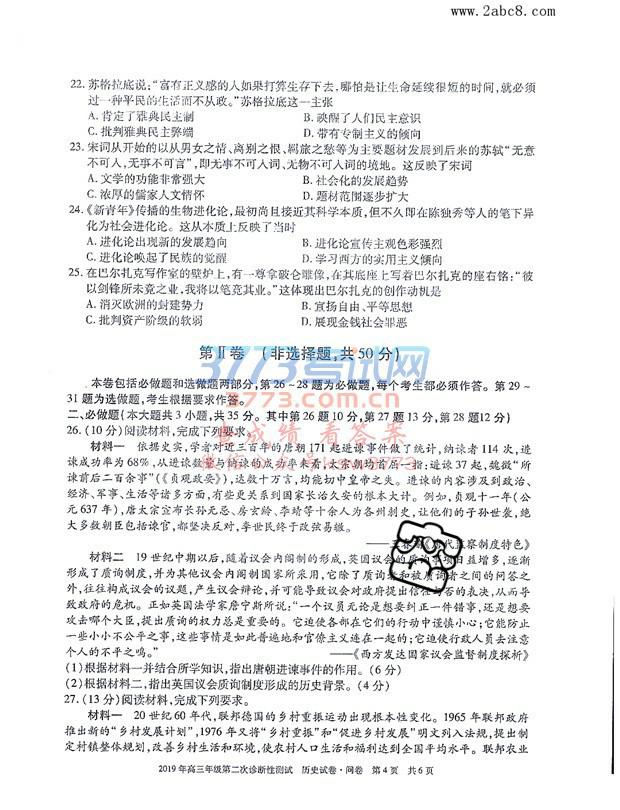 www.2abc8.com
22.苏格拉底说:“富有正义感的人如果打算生存下去,哪怕是让生命延续很短的时间,就必须
过一种平民的生活而不从政。”苏格拉底这一主张
A.肯定了雅典民主制 B.唤醒了人们民主意识
C.批判雅典民主弊端 D.带有专制主义的倾向
23.宋词从开始的以从男女之情、离别之恨、羁旅之愁等为主要题材发展到后来的苏轼“无意
不可人,无事不可言”,即无事不可入词、无物不可入词的境地。这反映了宋词
A.文学的功能非常强大 B.社会化的发展趋势
C.浓厚的儒家人文情怀 D.题材范围逐步扩大
24.《新青年》传播的生物进化论,最初尚且接近其科学本质,但不久即在陈独秀等人的笔下异
化为社会进化论。这从本质上反映了当时
A.进化论出现新的发展趋向 B.进化论宣传主观色彩强烈
C.进化论唤起了民族的觉醒 D.学习西方的实用主义倾向
25.在巴尔扎克写作室的壁炉上,有一尊拿破仑雕像,在其底座上写着巴尔扎克的座右铭:“彼
以剑锋所未竟之业,我将以笔竞其业。”这体现出巴尔扎克的创作动机是
A.消灭欧洲的封建势力 B.宣扬自由、平等思想
C.批判资产阶级的软弱 D.展现金钱社会罪恶
第Ⅱ卷 (非选择题,共50分)
本卷包括必做题和选做题两部分,第26~28题为必做题,每个考生都必须作答。第29~
31题为选做题,考生根据要求作答。
二、必做题(本大题共3小题,共35分。其中第26题10分,第27题13分,第28题12分)
26.(10分)阅读材料,完成下列要求。
材料一 依据史实,学者对近三百年的唐朝171起进谏事件做了统计,纳谏者114次,进
谏成功率为68%,从进谏数量与纳谏的成功率来看,太宗朝均首屈一指:进谏37起,魏徵“所
谏前后二百余事”(《贞观政要》),达数十万言,均能切中皇帝之失。进谏的内容涉及到政治、
经济、军事、生活等诸多方面,有些更关系到国家长治久安的根本大计。例如,贞观十一年(公
元637年),唐太宗宣布长孙无忌、房玄龄、李靖等十余人为各州刺史,让他们的子孙世袭,绝
大多数朝臣包括谏官,都坚决反对,幸世民终于改弦易辙。
材料二 19世纪中期以后,随着议会内阁制的形成,英国议会的质询事项日益增多,逐渐
形成了质询制度,并为其他议会内阁制国家所采用,它除了质询者和被质询者之间的问答之
外,往往构成议会的议题,产生议会辩论,并可能导致议会对政府提出信任与否的表决,从而导
致政府的危机。正如英国法学家詹宁斯所说:“一个议员无论是想要纠正一件错事,还是想要
攻击哪个大臣,提出质询的权力总是重要的。它迫使各部在它们的行动中谨慎小心;它能防止
一些小小不公平之事,这些事情是如此普遍地和官僚主义连在一起的;它迫使行政人员去注意
个人的不平之鸣。” ——《西方发达国家议会监督制度探析》
(1)根据材料一并结合所学知识,指出唐朝进谏事件的作用。(6分)
(2)根据材料二,指出英国议会质询制度形成的历史背景。(4分)
27.(13分)阅读材料,完成下列要求。
材料一 20世纪60年代,联邦德国的乡村重振运动出现根本性变化。1965年联邦政府
推出新的“乡村发展计划”,1976年又将“乡村重振”和“促进乡村发展”明文列入法规,提出制
定村镇整体规划,改善乡村生活和环境,使农村人口生活和福利达到全国平均水平。联邦农业
2019年高三年级第二次诊断性测试 历史试卷·问卷 第4页 共6页